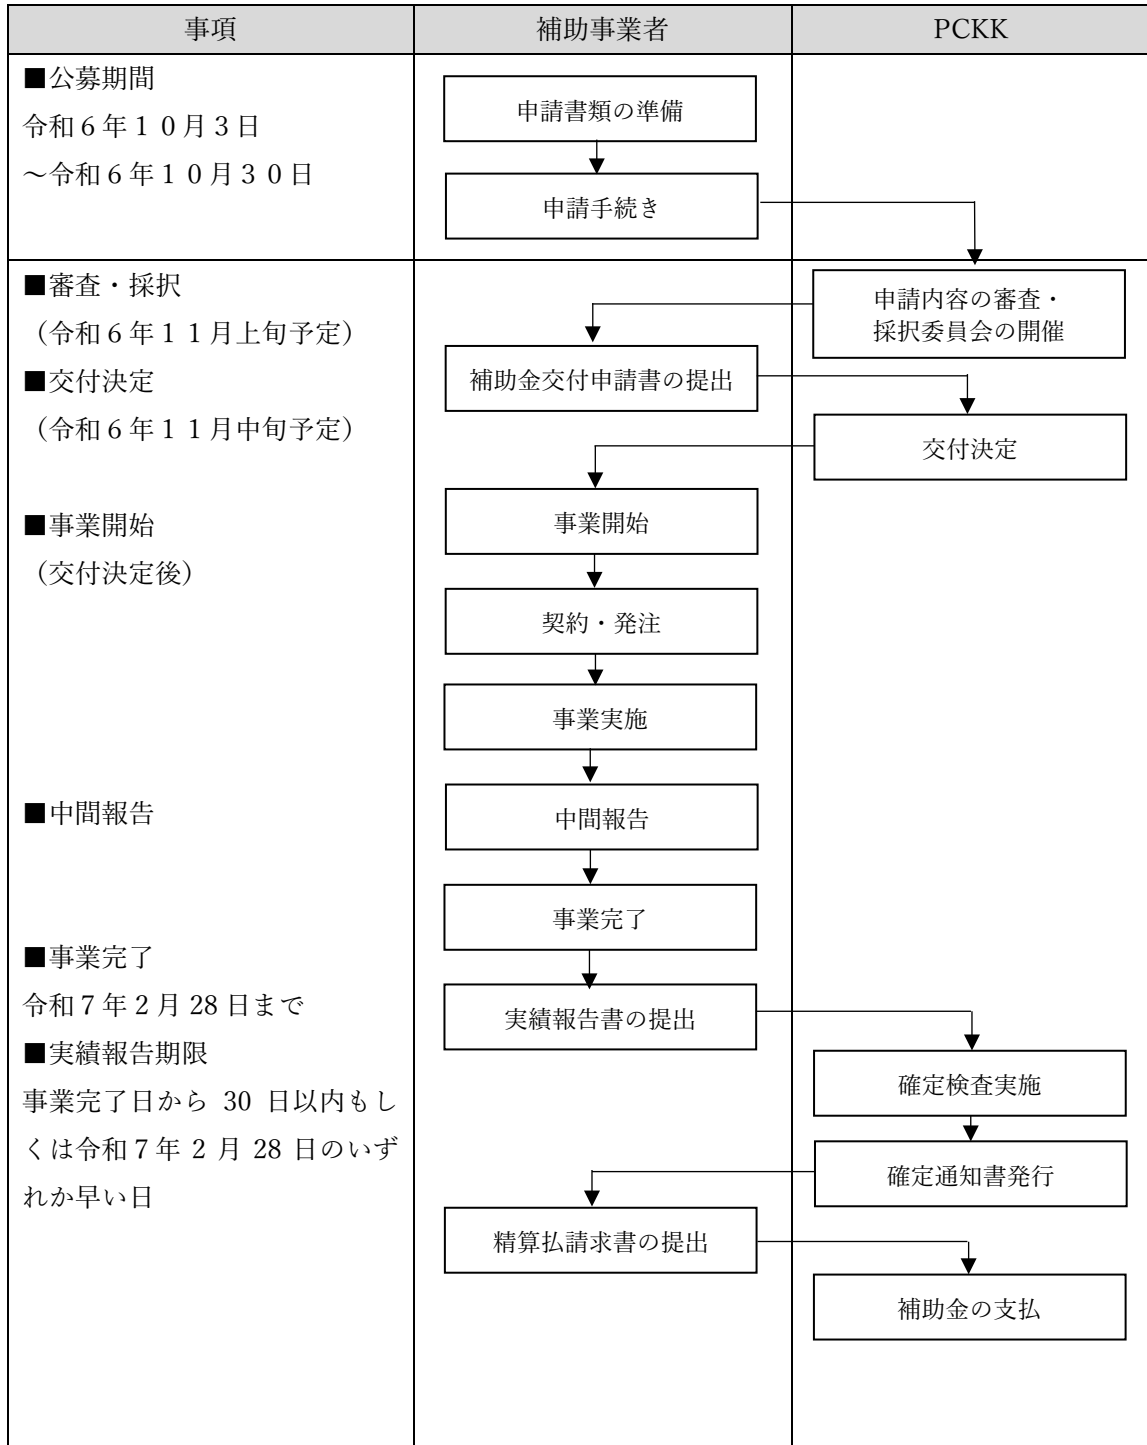 事項
補助事業者
PCKK
■公募期間
令和６年１０月３日
～令和６年１０月３０日
申請書類の準備
申請手続き
■審査・採択
（令和６年１１月上旬予定）
■交付決定
（令和６年１１月中旬予定）
申請内容の審査・
採択委員会の開催
補助金交付申請書の提出
交付決定
■事業開始
（交付決定後）
事業開始
契約・発注
事業実施
■中間報告
中間報告
事業完了
■事業完了
令和７年２月 28 日まで
■実績報告期限
事業完了日から 30 日以内もし
くは令和７年 2 月 28 日のいず
れか早い日
実績報告書の提出
確定検査実施
確定通知書発行
精算払請求書の提出
補助金の支払